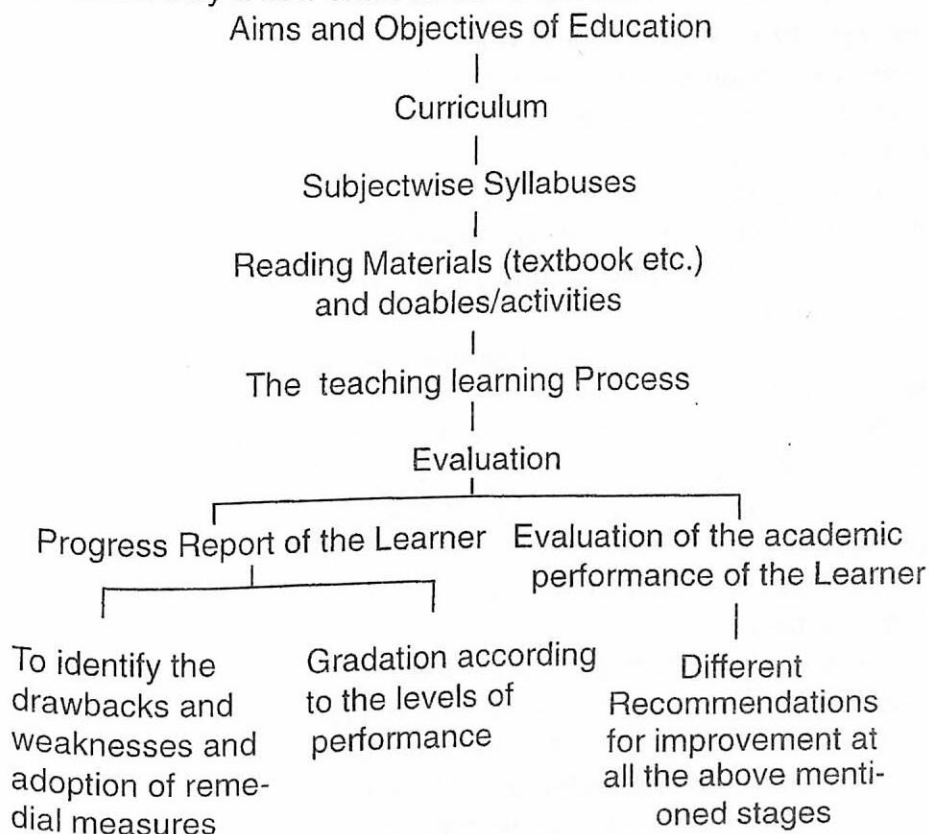 Aims and Objectives of Education
Curriculum
Subjectwise Syllabuses
Reading Materials (textbook etc.)
and doables/activities
The teaching learning Process
Evaluation
Progress Report of the Learner
Evaluation of the academic
performance of the Learner
To identify the
drawbacks and
weaknesses and
adoption of reme-
dial measures
Gradation according
to the levels of
performance
Different
Recommendations
for improvement at
all the above menti-
oned stages